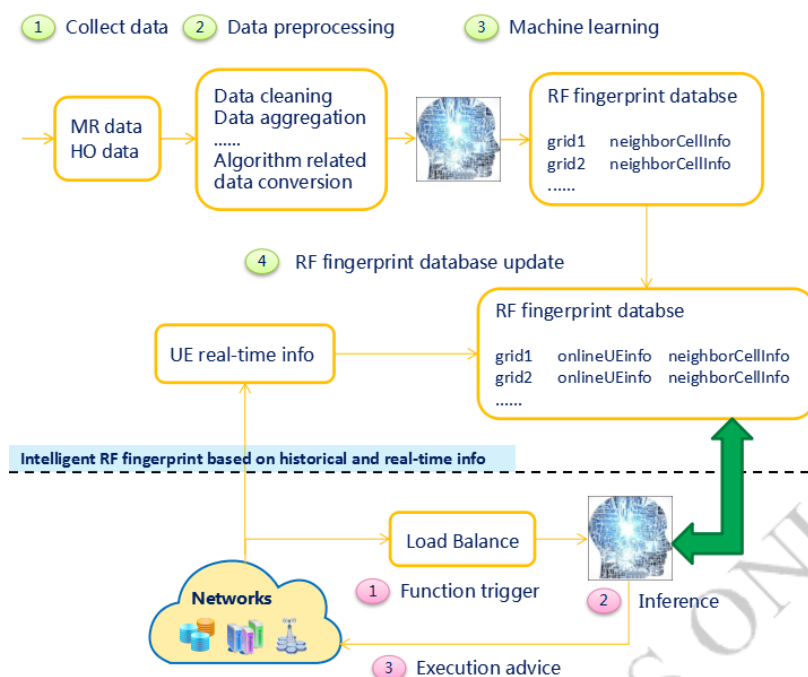 1 Collect data
2 Data preprocessing
3 Machine learning
MR data
HO data
Data cleaning
Data aggregation
......
Algorithm related
data conversion
RF fingerprint databse
grid1 neighborCellInfo
grid2 neighborCellInfo
......
4 RF fingerprint database update
UE real-time info
RF fingerprint databse
grid1 onlineUEinfo neighborCellInfo
grid2 onlineUEinfo neighborCellInfo
......
Intelligent RF fingerprint based on historical and real-time info
Load Balance
1 Function trigger
2 Inference
Networks
3 Execution advice